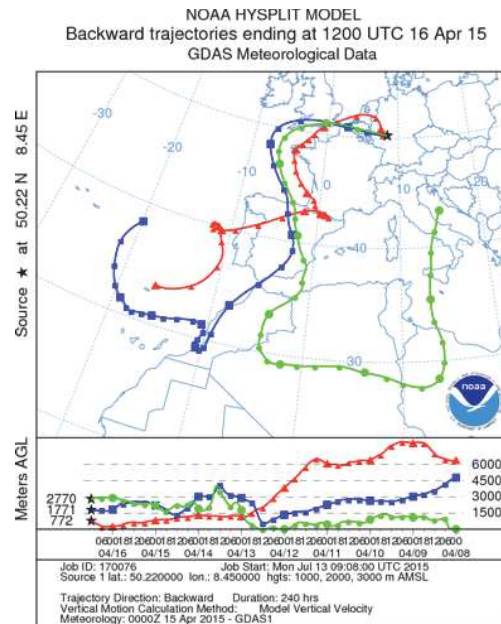 NOAA HYSPLIT MODEL
Backward trajectories ending at 1200 UTC 16 Apr 15
GDAS Meteorological Data
Source ★ at 50.22 N 8.45 E
-30
-20
-10
0
10
20
40
30
noaa
Meters AGL
2770
1771
772
6000
4500
3000
1500
06001812060018120600181206001812060018120600181206001812060018120600
04/16 04/15 04/14 04/13 04/12 04/11 04/10 04/09 04/08
Job ID: 170076 Job Start: Mon Jul 13 09:08:00 UTC 2015
Source 1 lat.: 50.220000 lon.: 8.450000 hgts: 1000, 2000, 3000 m AMSL
Trajectory Direction: Backward Duration: 240 hrs
Vertical Motion Calculation Method: Model Vertical Velocity
Meteorology: 0000Z 15 Apr 2015 - GDAS1